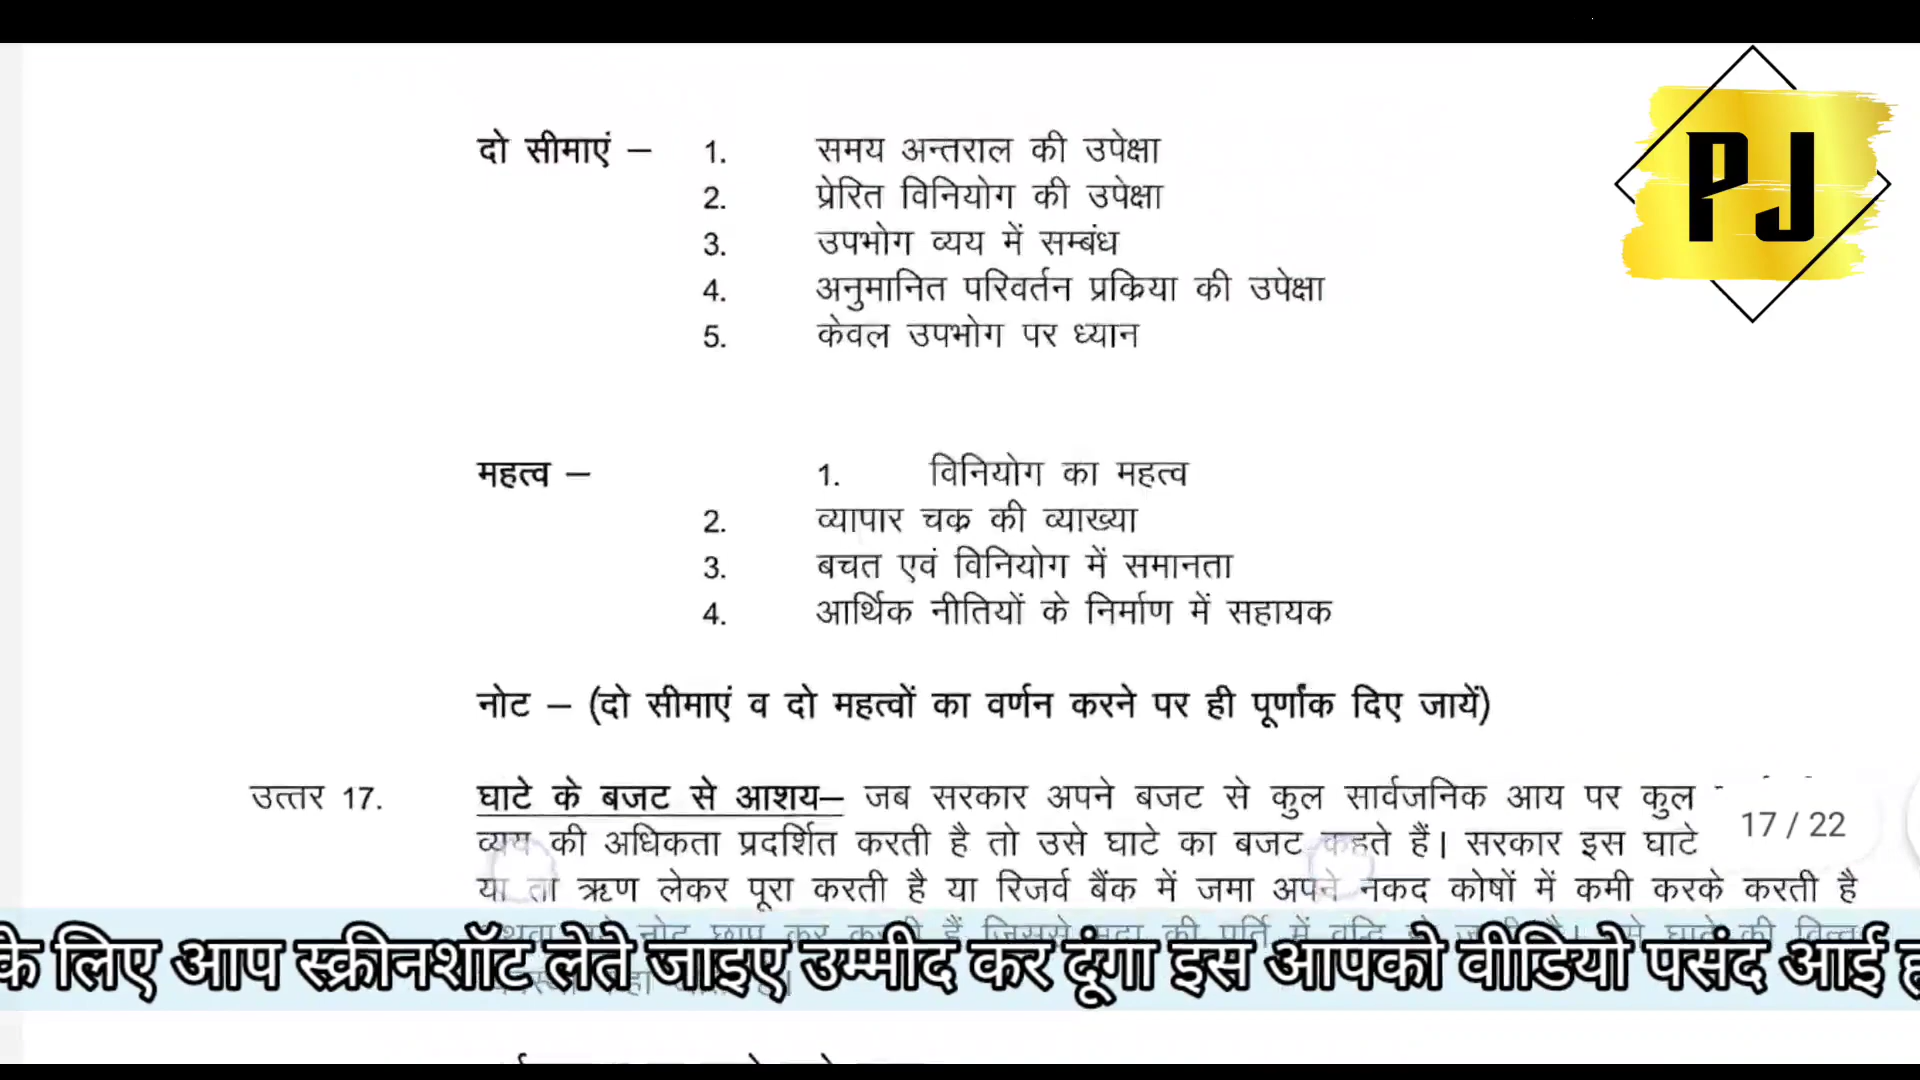 PJ
दो सीमाएं – 1. समय अन्तराल की उपेक्षा
2. प्रेरित विनियोग की उपेक्षा
3. उपभोग व्यय में सम्बंध
4. अनुमानित परिवर्तन प्रक्रिया की उपेक्षा
5. केवल उपभोग पर ध्यान
महत्व – 1. विनियोग का महत्व
2. व्यापार चक्र की व्याख्या
3. बचत एवं विनियोग में समानता
4. आर्थिक नीतियों के निर्माण में सहायक
नोट – (दो सीमाएं व दो महत्वों का वर्णन करने पर ही पूर्णांक दिए जायें)
उत्तर 17. घाटे के बजट से आशय– जब सरकार अपने बजट से कुल सार्वजनिक आय पर कुल
व्यय की अधिकता प्रदर्शित करती है तो उसे घाटे का बजट कहते हैं। सरकार इस घाटे
17 / 22
या तो ऋण लेकर पूरा करती है या रिजर्व बैंक में जमा अपने नकद कोषों में कमी करके करती है
के लिए आप स्क्रीनशॉट लेते जाइए उम्मीद कर दूंगा इस आपको वीडियो पसंद आई